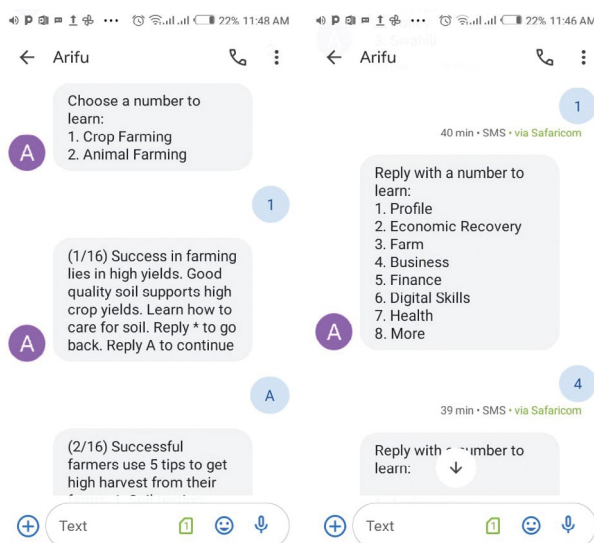 22% 11:48 AM
Arifu
Choose a number to
learn:
1. Crop Farming
2. Animal Farming
A
1
(1/16) Success in farming
lies in high yields. Good
quality soil supports high
crop yields. Learn how to
care for soil. Reply * to go
back. Reply A to continue
A
A
(2/16) Successful
farmers use 5 tips to get
high harvest from their
Text
1
22% 11:46 AM
Arifu
1
40 min • SMS • via Safaricom
Reply with a number to
learn:
1. Profile
2. Economic Recovery
3. Farm
4. Business
5. Finance
6. Digital Skills
7. Health
8. More
A
4
39 min • SMS • via Safaricom
Reply with a number to
learn:
Text
1